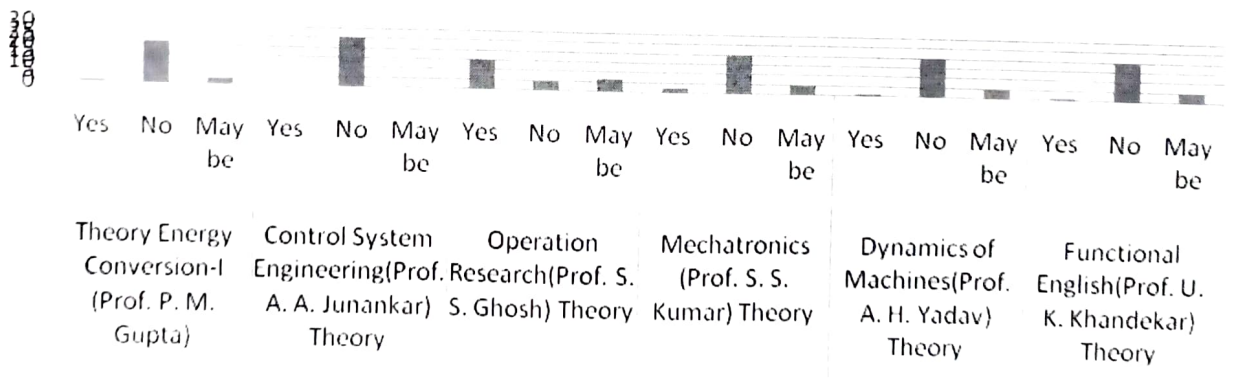 30
0
Yes No May be Yes No May be Yes No May be Yes No May be Yes No May be Yes No May be
Theory Energy
Conversion-I
(Prof. P. M.
Gupta)
Control System
Engineering(Prof.
A. A. Junankar)
Theory
Operation
Research(Prof. S.
S. Ghosh) Theory
Mechatronics
(Prof. S. S.
Kumar) Theory
Dynamics of
Machines(Prof.
A. H. Yadav)
Theory
Functional
English(Prof. U.
K. Khandekar)
Theory